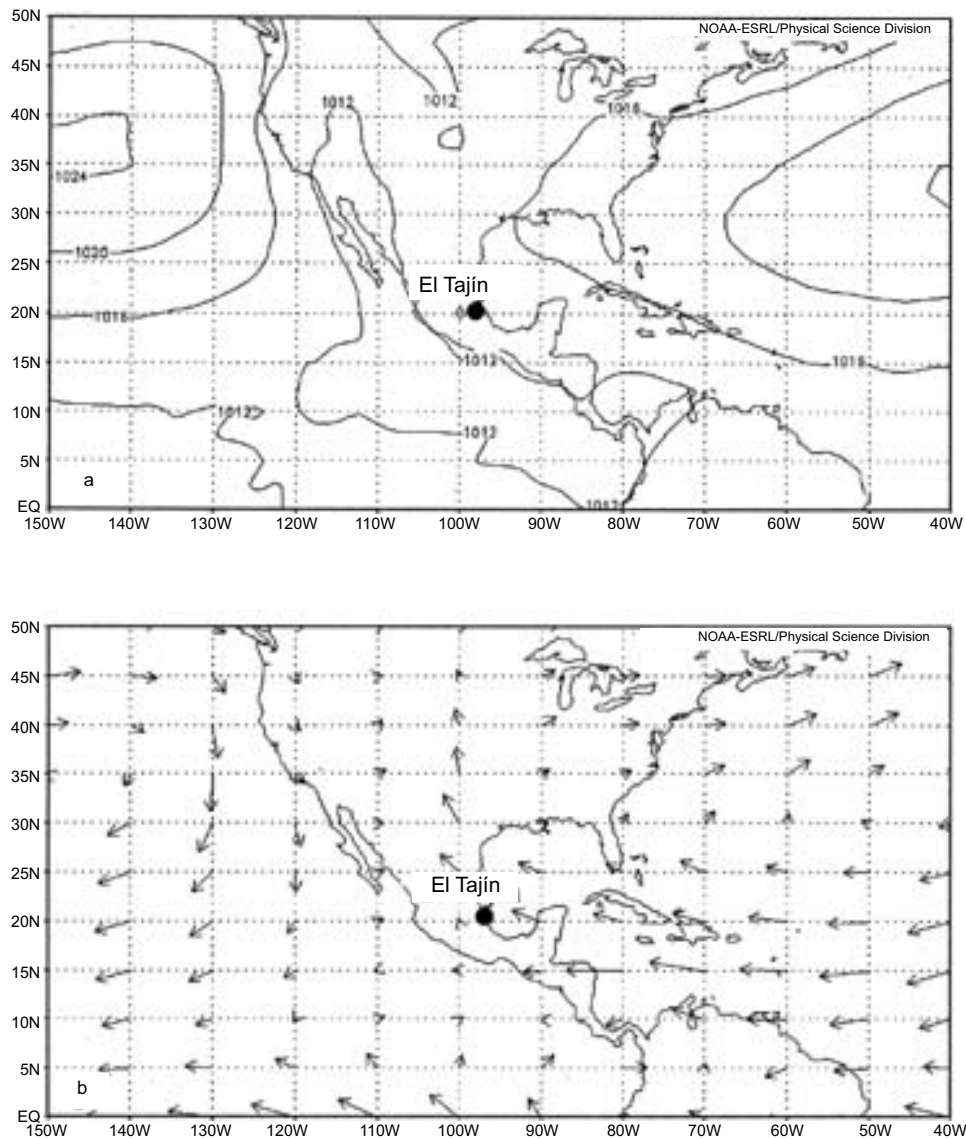 50N
NOAA-ESRL/Physical Science Division
45N
1012
1012
1016
40N
35N
1024
30N
1020
25N
El Tajín
20N
1016
1012
1016
15N
10N
1012
1012
5N
a
EQ
1012
150W 140W 130W 120W 110W 100W 90W 80W 70W 60W 50W 40W
50N
NOAA-ESRL/Physical Science Division
45N
40N
35N
30N
25N
El Tajín
20N
15N
10N
5N
b
EQ
150W 140W 130W 120W 110W 100W 90W 80W 70W 60W 50W 40W